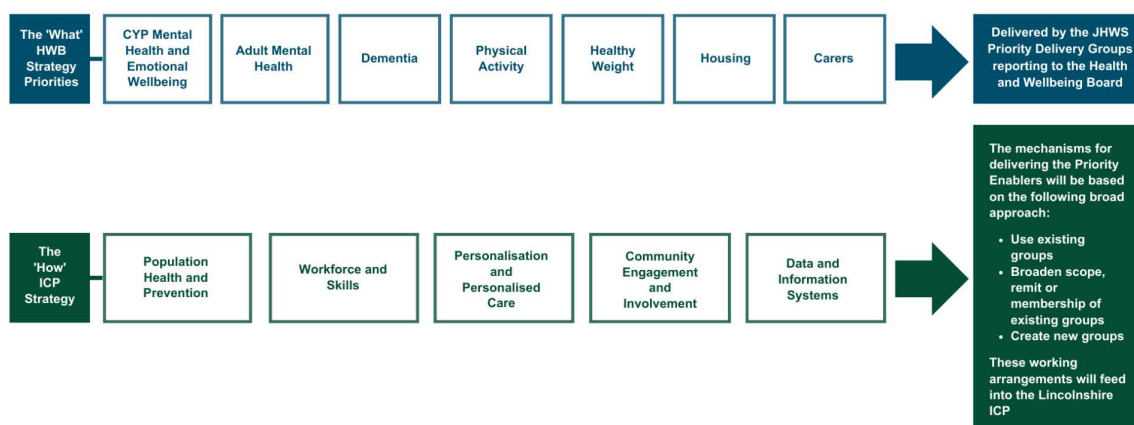 The 'What'
HWB
Strategy
Priorities
CYP Mental
Health and
Emotional
Wellbeing
Adult Mental
Health
Dementia
Physical
Activity
Healthy
Weight
Housing
Carers
Delivered by the JHWS
Priority Delivery Groups
reporting to the Health
and Wellbeing Board
The
'How'
ICP
Strategy
Population
Health and
Prevention
Workforce and
Skills
Personalisation
and
Personalised
Care
Community
Engagement
and
Involvement
Data and
Information
Systems
The mechanisms for
delivering the Priority
Enablers will be based
on the following broad
approach:
• Use existing
groups
• Broaden scope,
remit or
membership of
existing groups
• Create new groups
These working
arrangements will feed
into the Lincolnshire
ICP